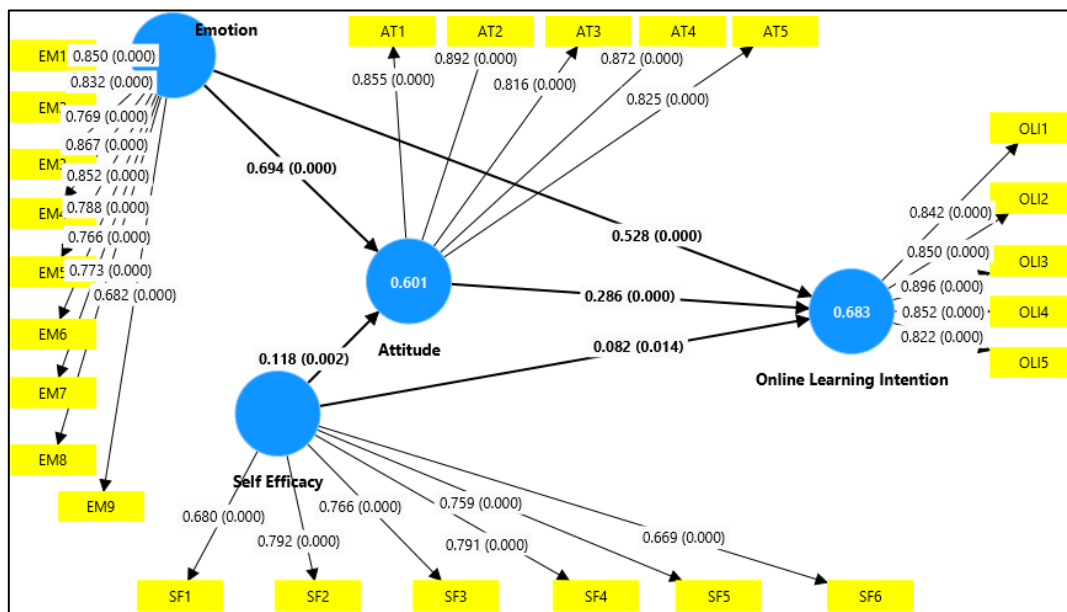 Emotion
AT1
AT2
AT3
AT4
AT5
EM1
0.850 (0.000)
0.832 (0.000)
0.769 (0.000)
EM3
0.867 (0.000)
0.852 (0.000)
EM4
0.788 (0.000)
0.766 (0.000)
EM5
0.773 (0.000)
0.682 (0.000)
EM6
EM7
EM8
EM9
0.855 (0.000)
0.892 (0.000)
0.816 (0.000)
0.872 (0.000)
0.825 (0.000)
0.694 (0.000)
0.528 (0.000)
0.601
Attitude
0.286 (0.000)
0.118 (0.002)
0.082 (0.014)
0.683
Online Learning Intention
OLI1
OLI2
OLI3
OLI4
OLI5
0.842 (0.000)
0.850 (0.000)
0.896 (0.000)
0.852 (0.000)
0.822 (0.000)
Self Efficacy
0.680 (0.000)
0.792 (0.000)
0.766 (0.000)
0.791 (0.000)
0.759 (0.000)
0.669 (0.000)
SF1
SF2
SF3
SF4
SF5
SF6